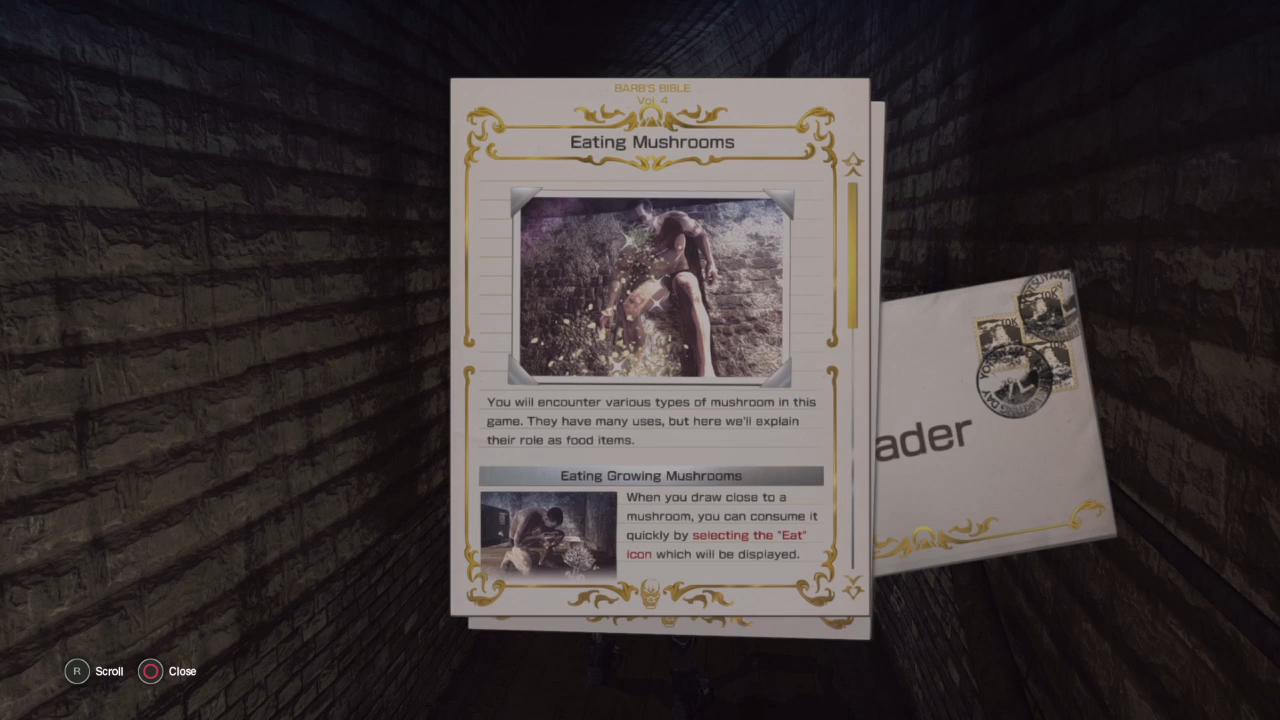 BARB'S BIBLE
Vol. 4
Eating Mushrooms
You will encounter various types of mushroom in this
game. They have many uses, but here we'll explain
their role as food items.
Eating Growing Mushrooms
When you draw close to a
mushroom, you can consume it
quickly by selecting the "Eat"
icon which will be displayed.
ader
R Scroll
Close